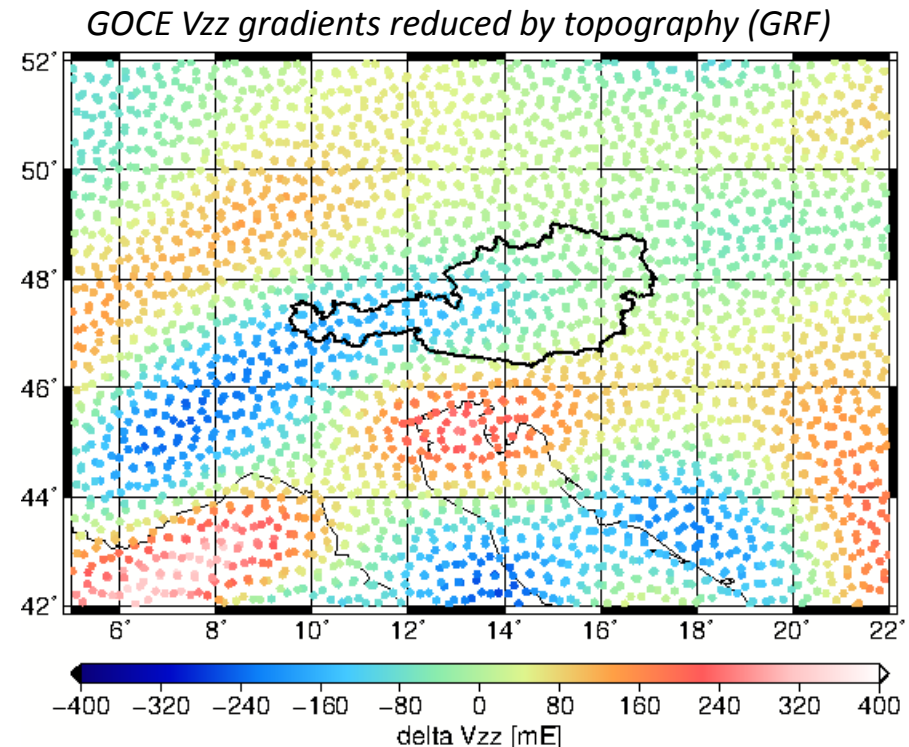 GOCE Vzz gradients reduced by topography (GRF)
52˚
50˚
48˚
46˚
44˚
42˚
6˚ 8˚ 10˚ 12˚ 14˚ 16˚ 18˚ 20˚ 22˚
−400 −320 −240 −160 −80 0 80 160 240 320 400
delta Vzz [mE]